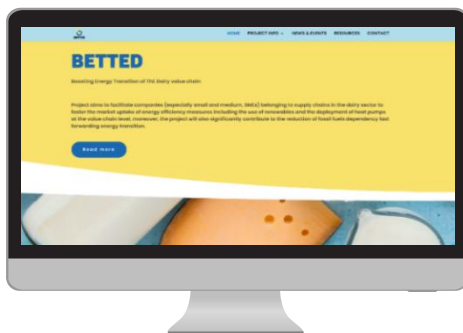 HOME PROJECT INFO NEWS & EVENTS RESOURCES CONTACT
BETTED
Boosting Energy Transition of ThE Dairy value chain
Project aims to facilitate companies (especially small and medium, SMEs) belonging to supply chains in the dairy sector to
foster the market uptake of energy efficiency measures including the use of renewables and the deployment of heat pumps
at the value chain level, moreover, the project will also significantly contribute to the reduction of fossil fuels dependency fast
forwarding energy transition.
Read more